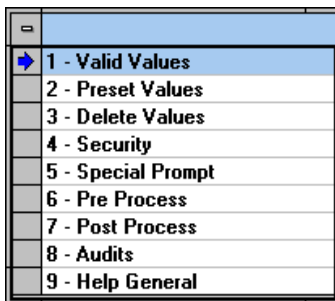 1 - Valid Values
2 - Preset Values
3 - Delete Values
4 - Security
5 - Special Prompt
6 - Pre Process
7 - Post Process
8 - Audits
9 - Help General